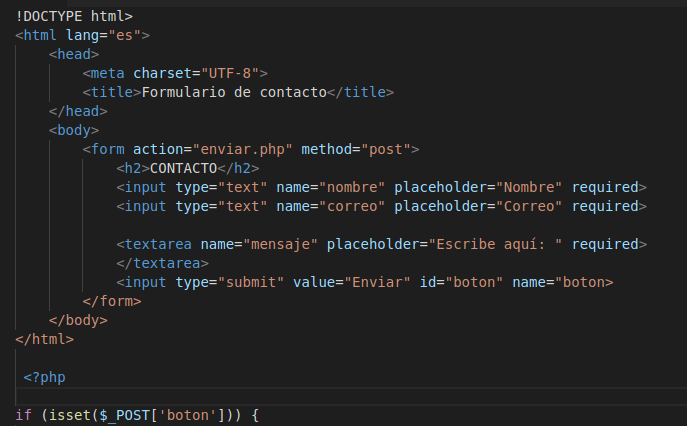 !DOCTYPE html>
<html lang="es">
<head>
<meta charset="UTF-8">
<title>Formulario de contacto</title>
</head>
<body>
<form action="enviar.php" method="post">
<h2>CONTACTO</h2>
<input type="text" name="nombre" placeholder="Nombre" required>
<input type="text" name="correo" placeholder="Correo" required>
<textarea name="mensaje" placeholder="Escribe aquí: " required>
</textarea>
<input type="submit" value="Enviar" id="boton" name="boton>
</form>
</body>
</html>
<?php
if (isset($_POST['boton'])) {